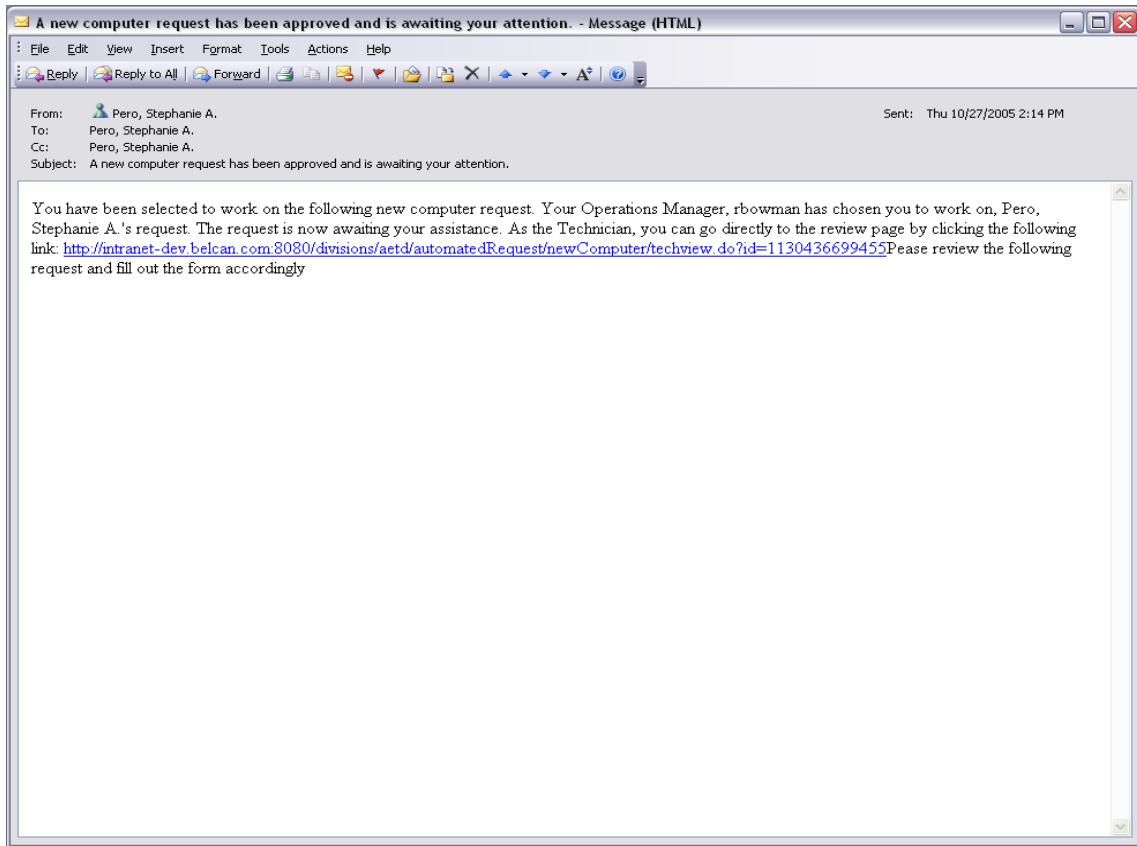 A new computer request has been approved and is awaiting your attention. - Message (HTML)
File Edit View Insert Format Tools Actions Help
Reply Reply to All Forward
From: Pero, Stephanie A. Sent: Thu 10/27/2005 2:14 PM
To: Pero, Stephanie A.
Cc: Pero, Stephanie A.
Subject: A new computer request has been approved and is awaiting your attention.
You have been selected to work on the following new computer request. Your Operations Manager, rbowman has chosen you to work on, Pero,
Stephanie A.'s request. The request is now awaiting your assistance. As the Technician, you can go directly to the review page by clicking the following
link: http://intranet-dev.belcan.com:8080/divisions/aetd/automatedRequest/newComputer/techview.do?id=1130436699455Pease review the following
request and fill out the form accordingly